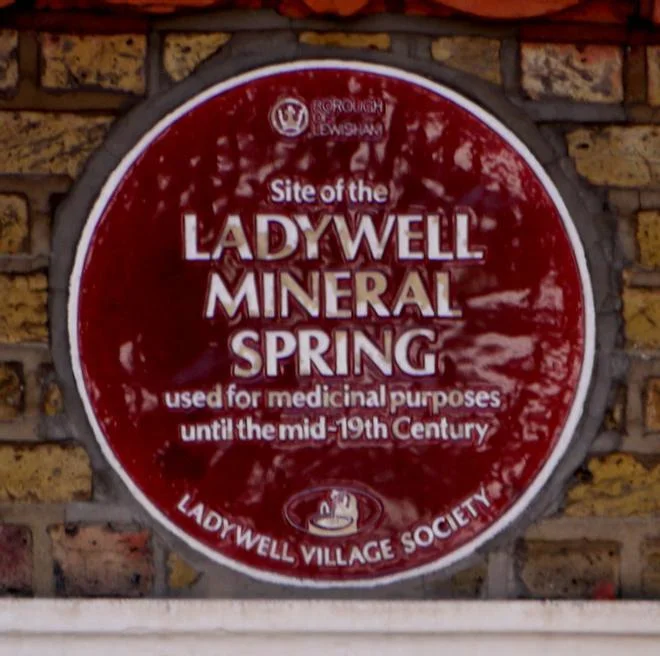 BOROUGH
OF
LEWISHAM
Site of the
LADYWELL
MINERAL
SPRING
used for medicinal purposes
until the mid-19th Century
LADYWELL VILLAGE SOCIETY